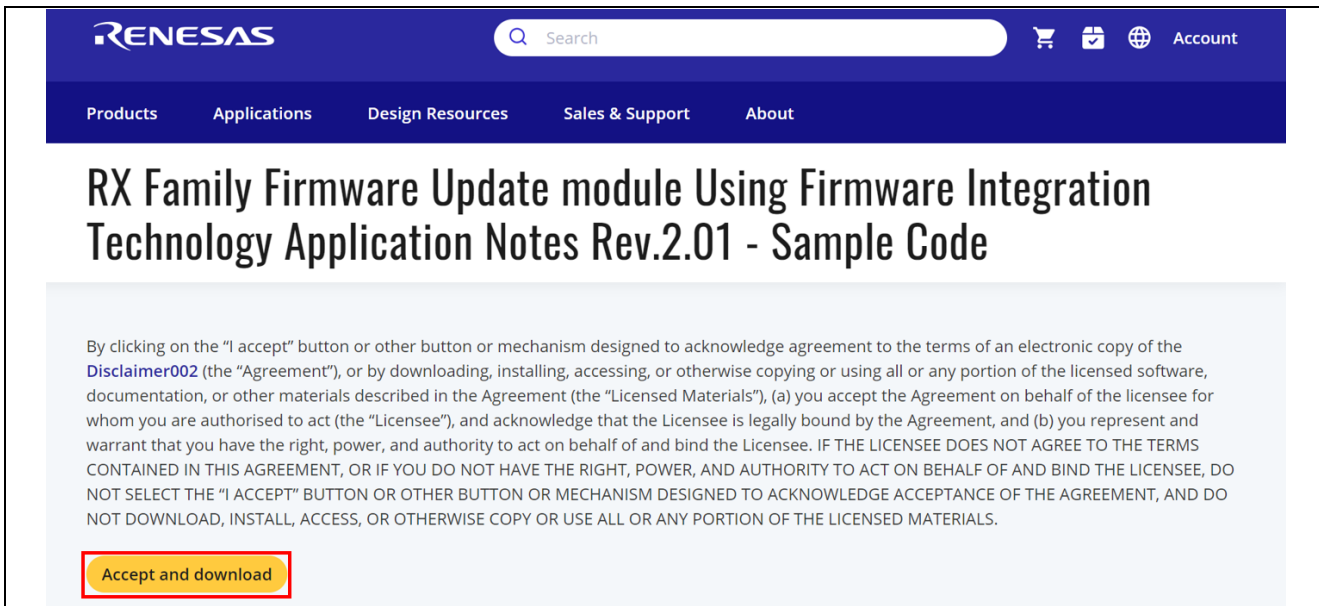 RENESAS
Search
Account
Products Applications Design Resources Sales & Support About
RX Family Firmware Update module Using Firmware Integration
Technology Application Notes Rev.2.01 - Sample Code
By clicking on the “I accept” button or other button or mechanism designed to acknowledge agreement to the terms of an electronic copy of the
Disclaimer002 (the “Agreement”), or by downloading, installing, accessing, or otherwise copying or using all or any portion of the licensed software,
documentation, or other materials described in the Agreement (the “Licensed Materials”), (a) you accept the Agreement on behalf of the licensee for
whom you are authorised to act (the “Licensee”), and acknowledge that the Licensee is legally bound by the Agreement, and (b) you represent and
warrant that you have the right, power, and authority to act on behalf of and bind the Licensee. IF THE LICENSEE DOES NOT AGREE TO THE TERMS
CONTAINED IN THIS AGREEMENT, OR IF YOU DO NOT HAVE THE RIGHT, POWER, AND AUTHORITY TO ACT ON BEHALF OF AND BIND THE LICENSEE, DO
NOT SELECT THE “I ACCEPT” BUTTON OR OTHER BUTTON OR MECHANISM DESIGNED TO ACKNOWLEDGE ACCEPTANCE OF THE AGREEMENT, AND DO
NOT DOWNLOAD, INSTALL, ACCESS, OR OTHERWISE COPY OR USE ALL OR ANY PORTION OF THE LICENSED MATERIALS.
Accept and download